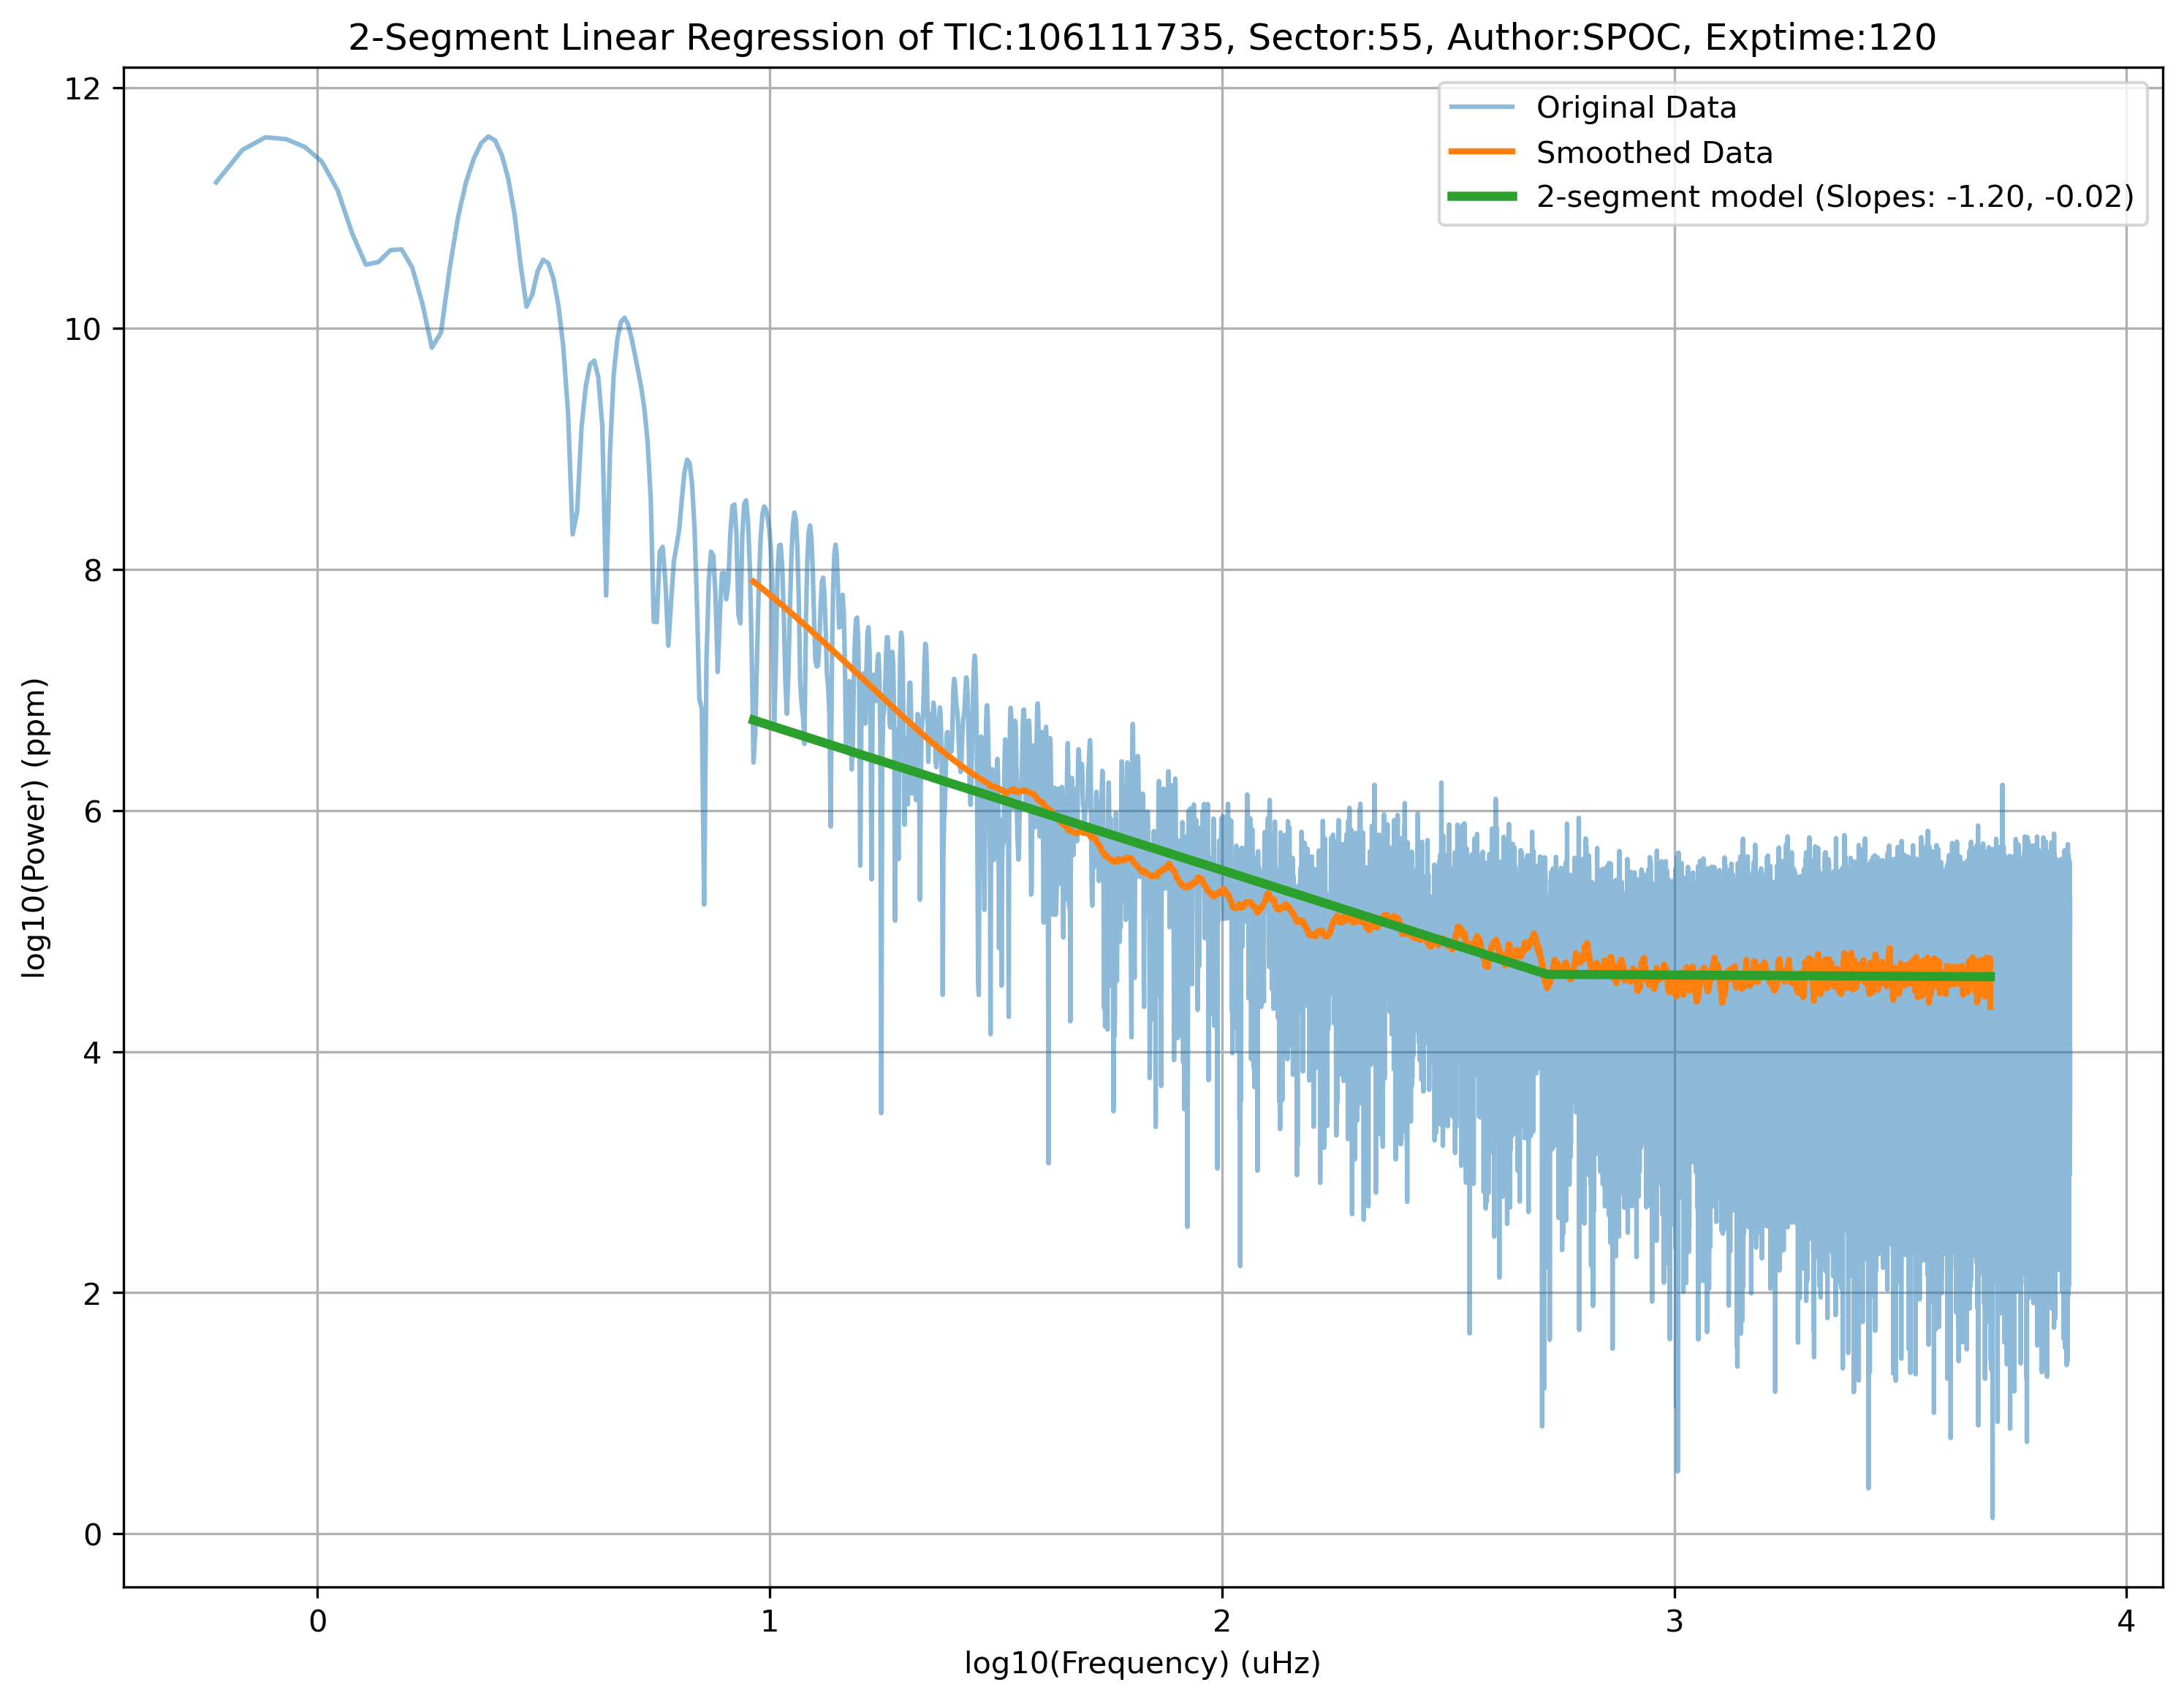 2-Segment Linear Regression of TIC:106111735, Sector:55, Author:SPOC, Exptime:120
Original Data
Smoothed Data
2-segment model (Slopes: -1.20, -0.02)
12
10
8
6
4
2
0
log10(Power) (ppm)
0 1 2 3 4
log10(Frequency) (uHz)